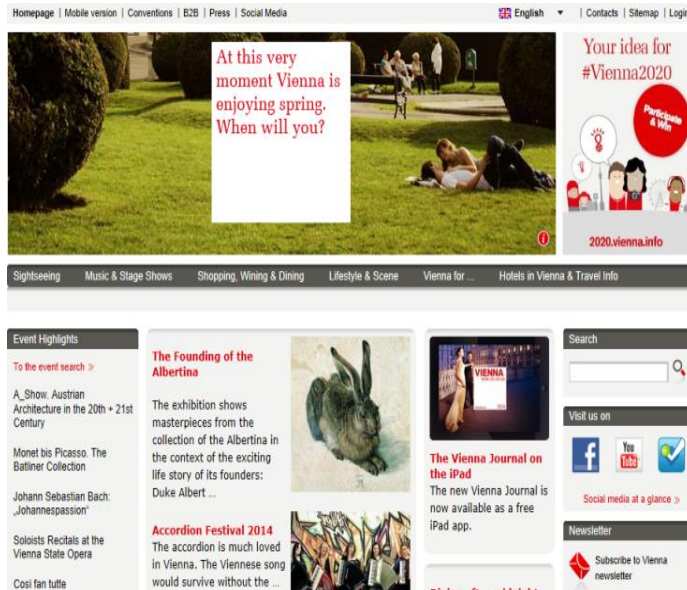 Homepage | Mobile version | Conventions | B2B | Press | Social Media
English
| Contacts | Sitemap | Login
At this very
moment Vienna is
enjoying spring.
When will you?
Your idea for
#Vienna2020
Participate
& Win
2020.vienna.info
Sightseeing Music & Stage Shows Shopping, Wining & Dining Lifestyle & Scene Vienna for ... Hotels in Vienna & Travel Info
Event Highlights
To the event search »
A_Show. Austrian
Architecture in the 20th + 21st
Century
Monet bis Picasso. The
Batliner Collection
Johann Sebastian Bach:
„Johannespassion“
Soloists Recitals at the
Vienna State Opera
Cosi fan tutte
The Founding of the
Albertina
The exhibition shows
masterpieces from the
collection of the Albertina in
the context of the exciting
life story of its founders:
Duke Albert ...
Accordion Festival 2014
The accordion is much loved
in Vienna. The Viennese song
would survive without the ...
VIENNA
The Vienna Journal on
the iPad
The new Vienna Journal is
now available as a free
iPad app.
Search
Visit us on
f
You
Tube
Social media at a glance »
Newsletter
Subscribe to Vienna
newsletter